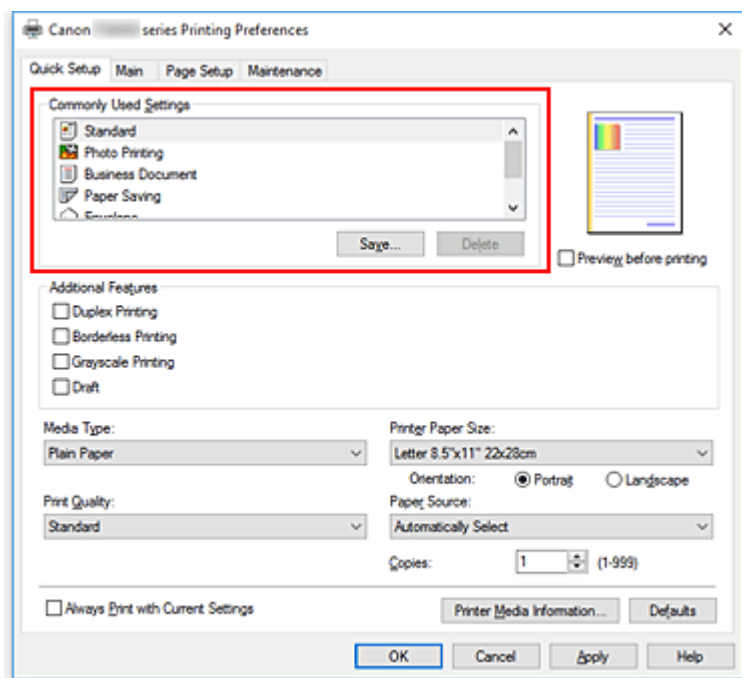 Canon series Printing Preferences
Quick Setup Main Page Setup Maintenance
Commonly Used Settings
Standard
Photo Printing
Business Document
Paper Saving
Envelope
Save... Delete
Preview before printing
Additional Features
Duplex Printing
Borderless Printing
Grayscale Printing
Draft
Media Type: Printer Paper Size:
Plain Paper Letter 8.5"x11" 22x28cm
Orientation: Portrait Landscape
Print Quality: Paper Source:
Standard Automatically Select
Copies: 1 (1-999)
Always Print with Current Settings Printer Media Information... Defaults
OK Cancel Apply Help